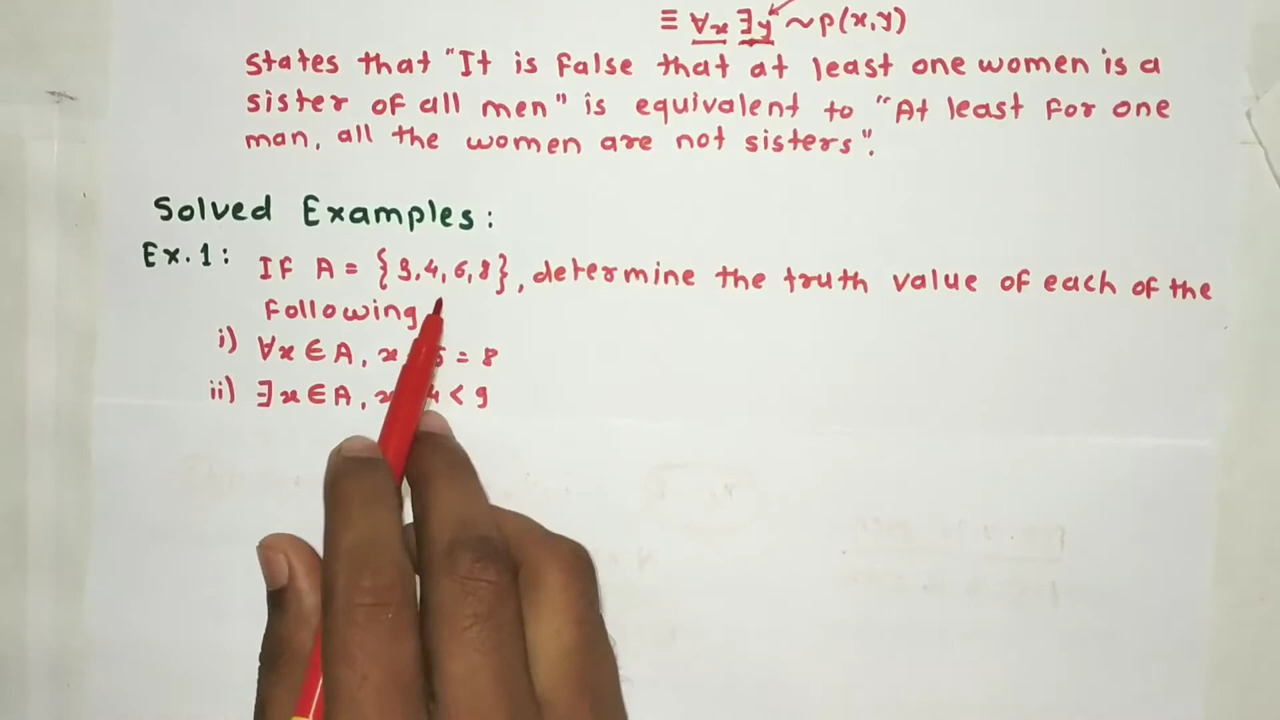 ≡ ∀x ∃y ~p(x,y)
states that "It is false that at least one women is a
sister of all men" is equivalent to "At least for one
man, all the women are not sisters".
Solved Examples:
Ex.1: If A = {3,4,6,8}, determine the truth value of each of the
following
i) ∀x ∈ A, x = 8
ii) ∃x ∈ A, x < 9